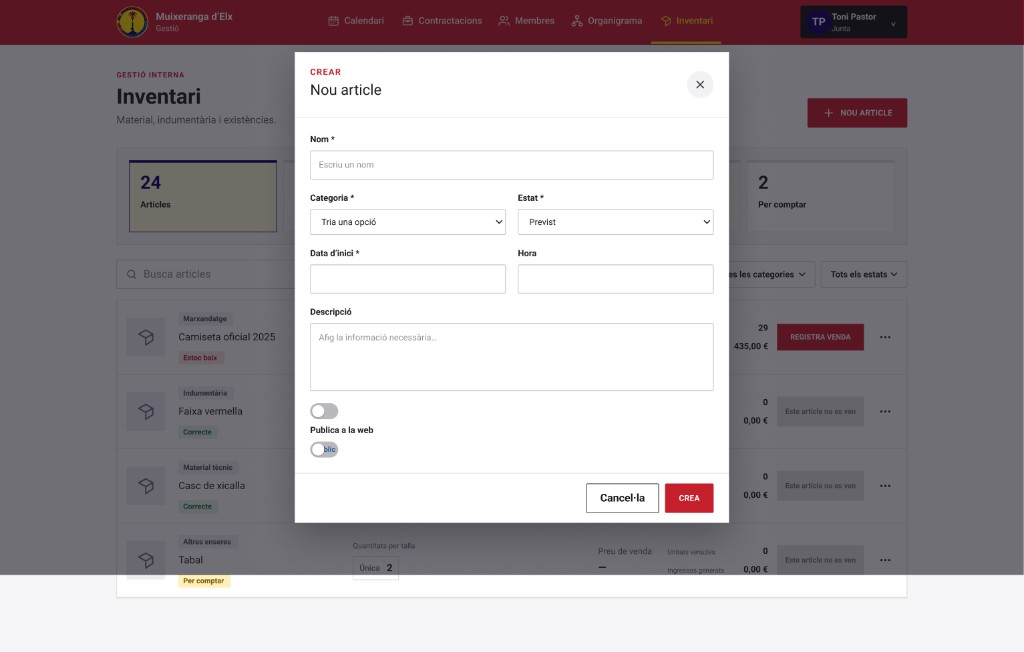 Muixeranga d'Elx
Gestió
Calendari
Contractacions
Membres
Organigrama
Inventari
TP
Toni Pastor
Junta
GESTIÓ INTERNA
Inventari
Material, indumentària i existències.
NOU ARTICLE
24
Articles
2
Per comptar
Busca articles
es les categories
Tots els estats
CREAR
Nou article
Nom *
Escriu un nom
Categoria *
Estat *
Tria una opció
Previst
Data d'inici *
Hora
Descripció
Afig la informació necessària…
Publica a la web
blic
Cancel·la
CREA
Marxandatge
Camiseta oficial 2025
Estoc baix
29
435,00 €
REGISTRA VENDA
Indumentària
Faixa vermella
Correcte
0
0,00 €
Este article no es ven
Material tècnic
Casc de xicalla
Correcte
0
0,00 €
Este article no es ven
Altres enseres
Tabal
Per comptar
Quantitats per talla
Única 2
Preu de venda
—
Unitats venudes
0
Ingressos generats
0,00 €
Este article no es ven